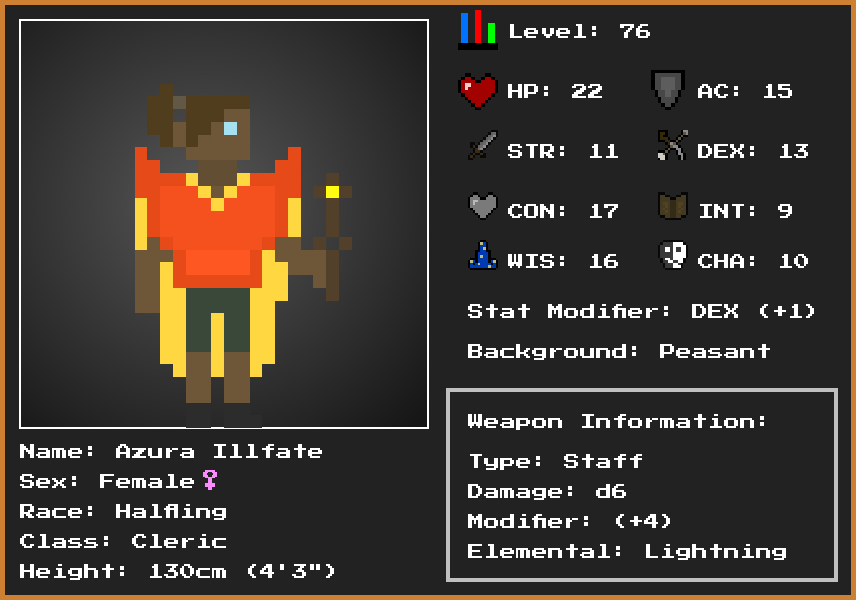 Level: 76
HP: 22 AC: 15
STR: 11 DEX: 13
CON: 17 INT: 9
WIS: 16 CHA: 10
Stat Modifier: DEX (+1)
Background: Peasant
Weapon Information:
Type: Staff
Damage: d6
Modifier: (+4)
Elemental: Lightning
Name: Azura Illfate
Sex: Female♀
Race: Halfling
Class: Cleric
Height: 130cm (4'3")